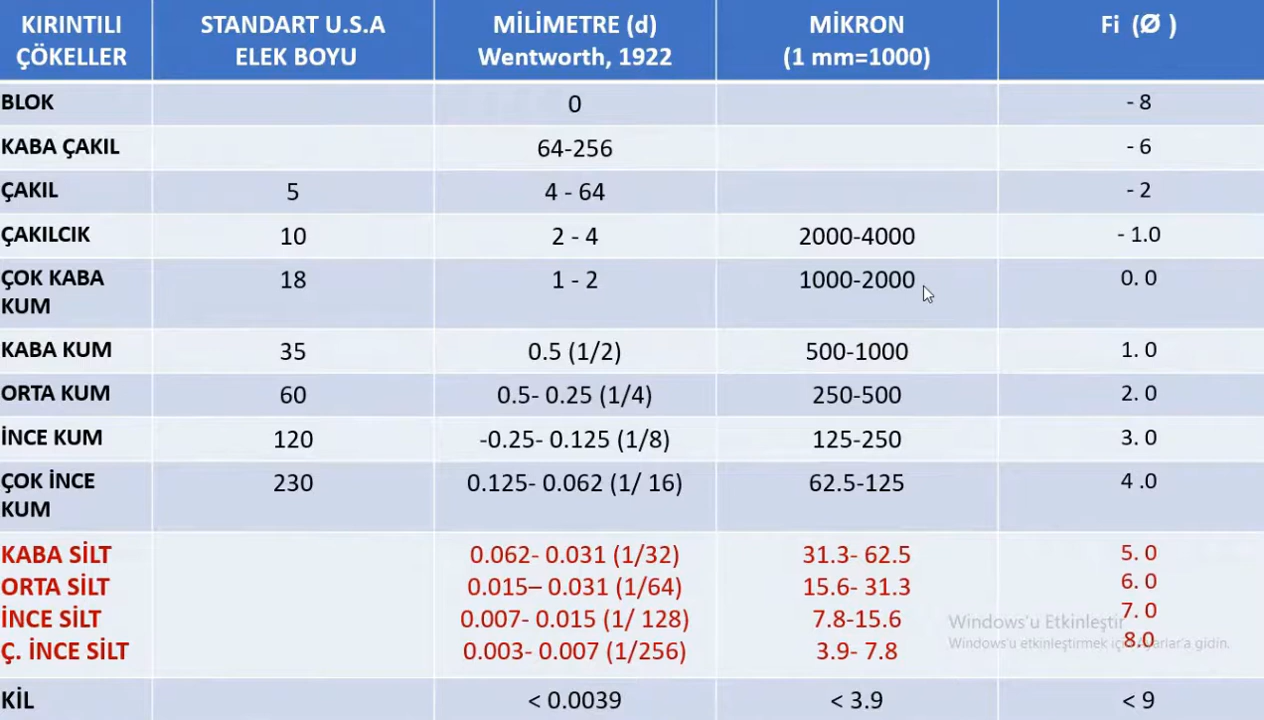 KIRINTILI ÇÖKELLER STANDART U.S.A ELEK BOYU MİLİMETRE (d) Wentworth, 1922 MİKRON (1 mm=1000) Fi (Ø )
BLOK 0 - 8
KABA ÇAKIL 64-256 - 6
ÇAKIL 5 4 - 64 - 2
ÇAKILCIK 10 2 - 4 2000-4000 - 1.0
ÇOK KABA KUM 18 1 - 2 1000-2000 0. 0
KABA KUM 35 0.5 (1/2) 500-1000 1. 0
ORTA KUM 60 0.5- 0.25 (1/4) 250-500 2. 0
İNCE KUM 120 -0.25- 0.125 (1/8) 125-250 3. 0
ÇOK İNCE KUM 230 0.125- 0.062 (1/ 16) 62.5-125 4 .0
KABA SİLT 0.062- 0.031 (1/32) 31.3- 62.5 5. 0
ORTA SİLT 0.015– 0.031 (1/64) 15.6- 31.3 6. 0
İNCE SİLT 0.007- 0.015 (1/ 128) 7.8-15.6 7. 0
Ç. İNCE SİLT 0.003- 0.007 (1/256) 3.9- 7.8 8.0
KİL < 0.0039 < 3.9 < 9
Windows'u Etkinleştir
Windows'u etkinleştirmek için Ayarlar'a gidin.